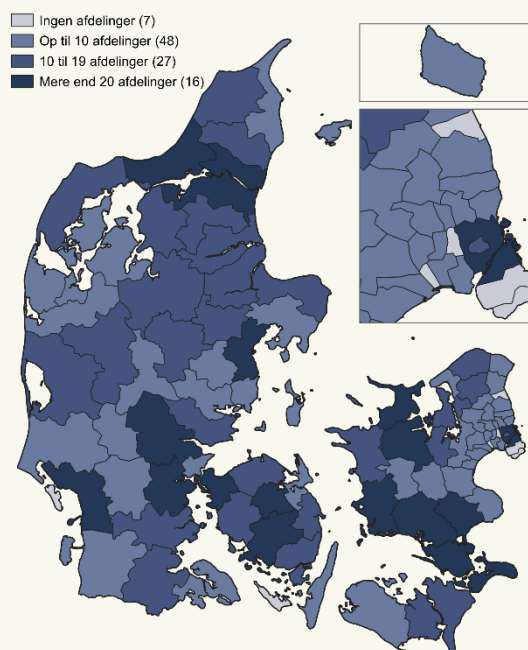 Ingen afdelinger (7)
Op til 10 afdelinger (48)
10 til 19 afdelinger (27)
Mere end 20 afdelinger (16)